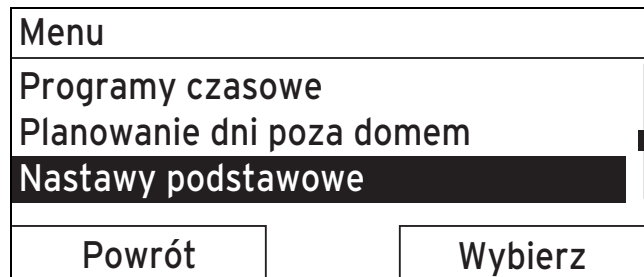 Menu
Programy czasowe
Planowanie dni poza domem
Nastawy podstawowe
Powrót Wybierz